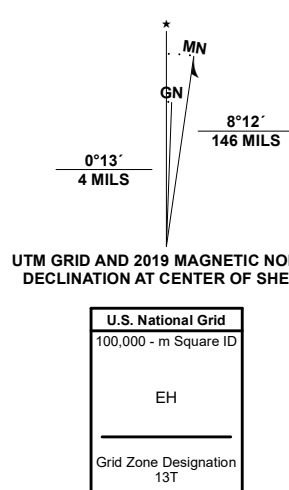 ★
MN
GN
8°12´
146 MILS
0°13´
4 MILS
UTM GRID AND 2019 MAGNETIC NO
DECLINATION AT CENTER OF SHE
U.S. National Grid
100,000 - m Square ID
EH
Grid Zone Designation
13T